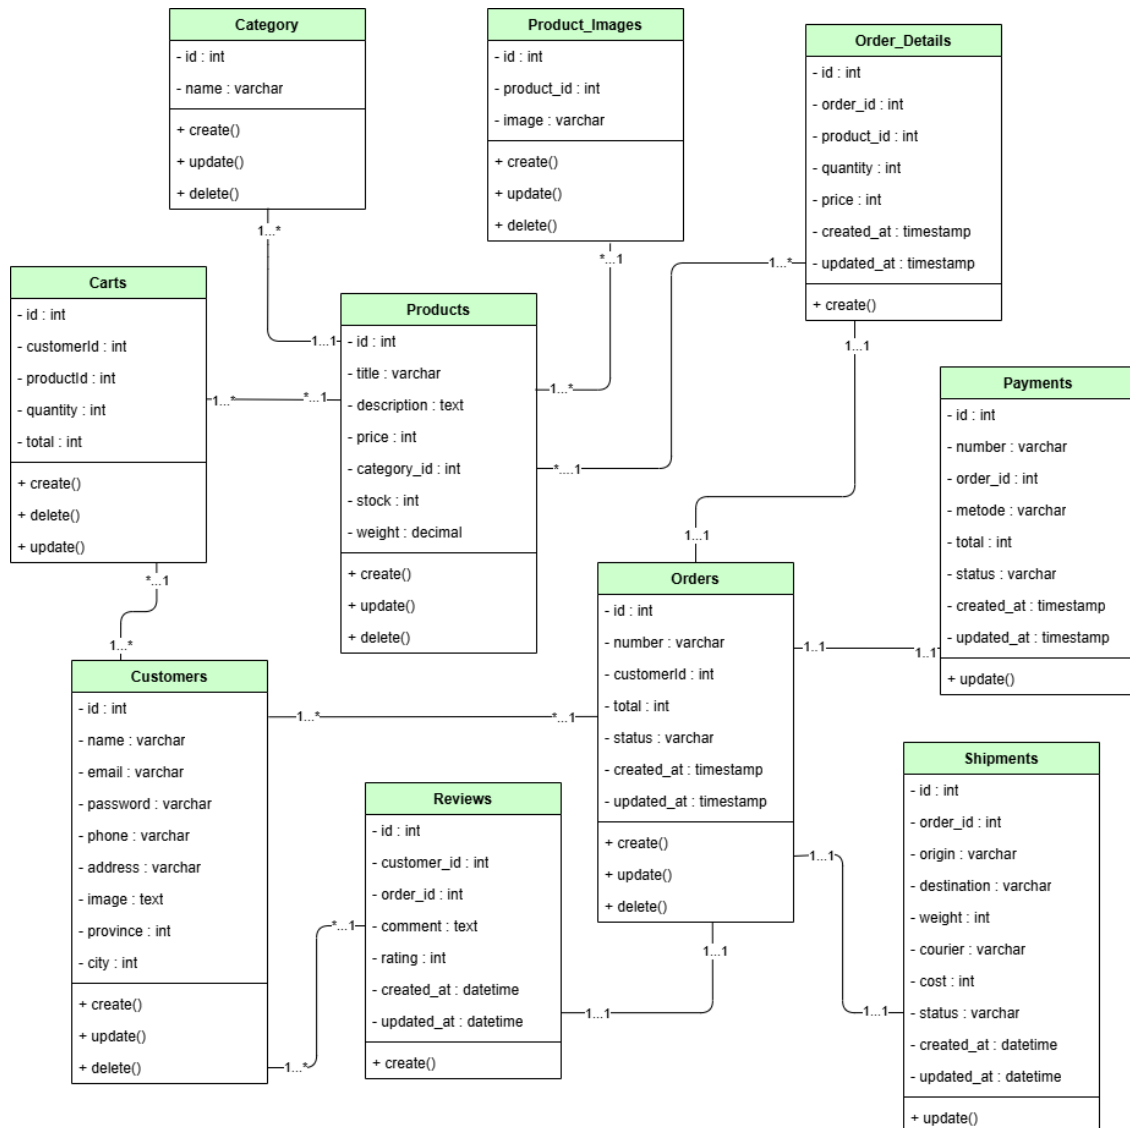 Category
- id : int
- name : varchar
+ create()
+ update()
+ delete()
1...*
1...1
Product_Images
- id : int
- product_id : int
- image : varchar
+ create()
+ update()
+ delete()
*...1
1...*
Order_Details
- id : int
- order_id : int
- product_id : int
- quantity : int
- price : int
- created_at : timestamp
- updated_at : timestamp
+ create()
1...*
*....1
1...1
1...1
Carts
- id : int
- customerId : int
- productId : int
- quantity : int
- total : int
+ create()
+ delete()
+ update()
1...*
*...1
*...1
1...*
Products
- id : int
- title : varchar
- description : text
- price : int
- category_id : int
- stock : int
- weight : decimal
+ create()
+ update()
+ delete()
Payments
- id : int
- number : varchar
- order_id : int
- metode : varchar
- total : int
- status : varchar
- created_at : timestamp
- updated_at : timestamp
+ update()
Orders
- id : int
- number : varchar
- customerId : int
- total : int
- status : varchar
- created_at : timestamp
- updated_at : timestamp
+ create()
+ update()
+ delete()
1..1
1..1
1...*
*...1
1...1
1...1
Customers
- id : int
- name : varchar
- email : varchar
- password : varchar
- phone : varchar
- address : varchar
- image : text
- province : int
- city : int
+ create()
+ update()
+ delete()
1...*
*...1
Reviews
- id : int
- customer_id : int
- order_id : int
- comment : text
- rating : int
- created_at : datetime
- updated_at : datetime
+ create()
1...1
1...1
Shipments
- id : int
- order_id : int
- origin : varchar
- destination : varchar
- weight : int
- courier : varchar
- cost : int
- status : varchar
- created_at : datetime
- updated_at : datetime
+ update()